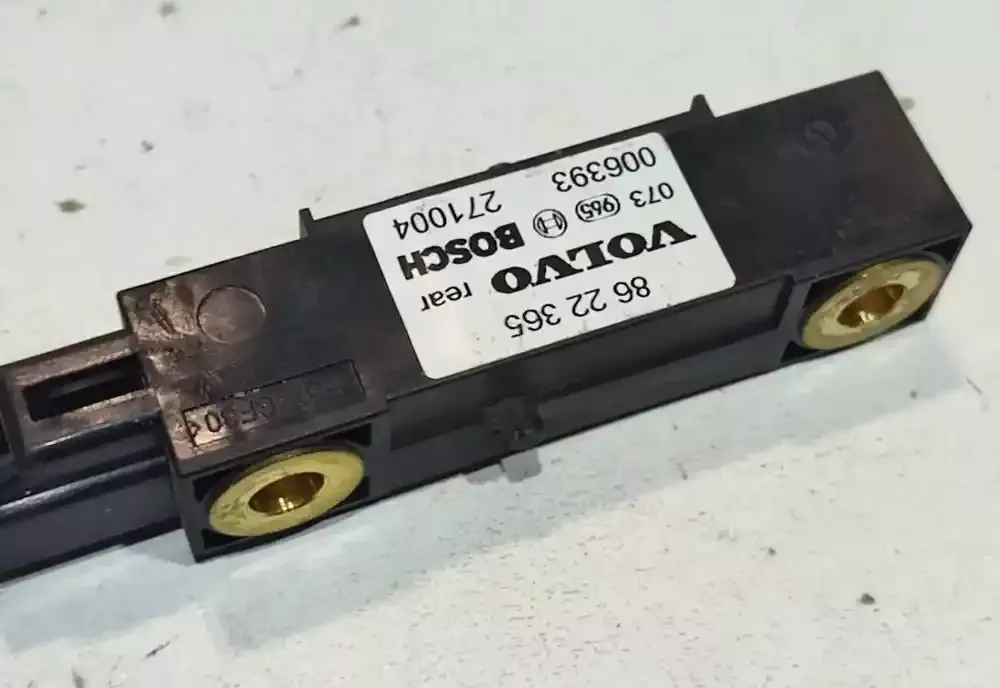 86 22 365
VOLVO rear
073 965 BOSCH
006393 271004